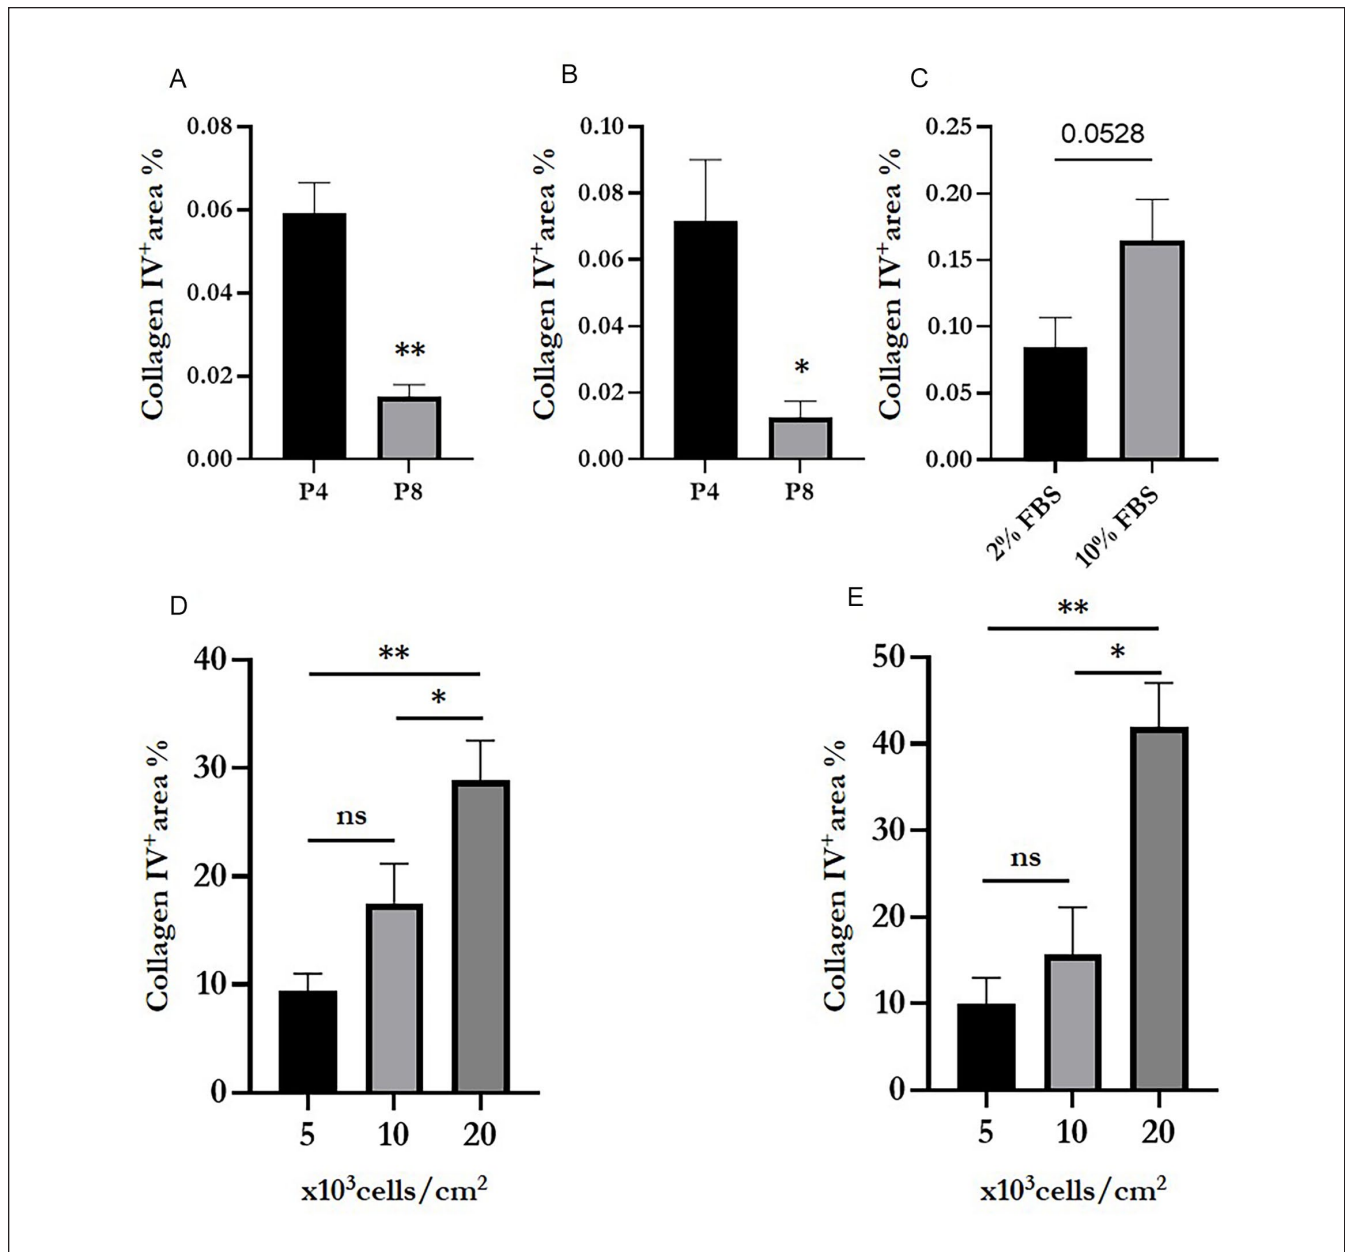 A
Collagen IV+area %
0.08
0.06
0.04
0.02
0.00
**
P4
P8
B
Collagen IV+area %
0.10
0.08
0.06
0.04
0.02
0.00
*
P4
P8
C
Collagen IV+area %
0.25
0.20
0.15
0.10
0.05
0.00
0.0528
2% FBS
10% FBS
D
Collagen IV+area %
40
30
20
10
0
**
*
ns
5
10
20
x10³cells/cm²
E
Collagen IV+area %
50
40
30
20
10
0
**
*
ns
5
10
20
x10³cells/cm²